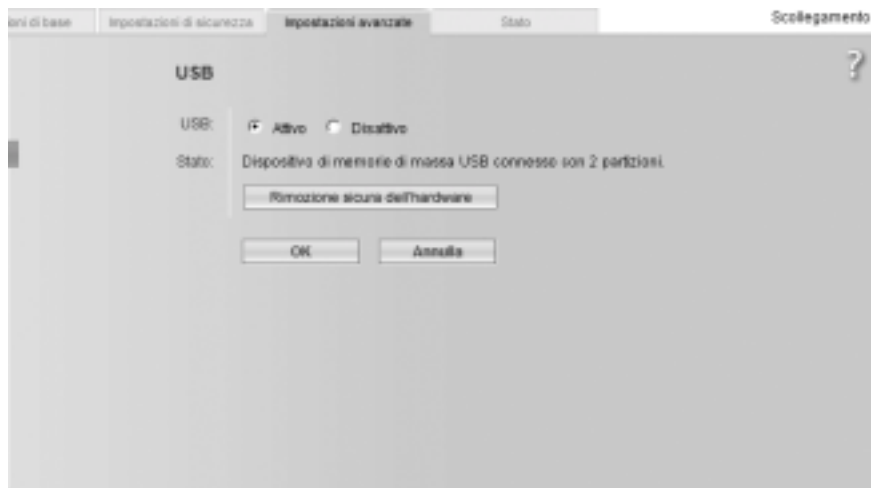 oni di base Impostazioni di sicurezza Impostazioni avanzate Stato Scollegamento
?
USB
USB: Attivo Disattivo
Stato: Dispositivo di memorie di massa USB connesso con 2 partizioni.
Rimozione sicura dell'hardware
OK Annulla